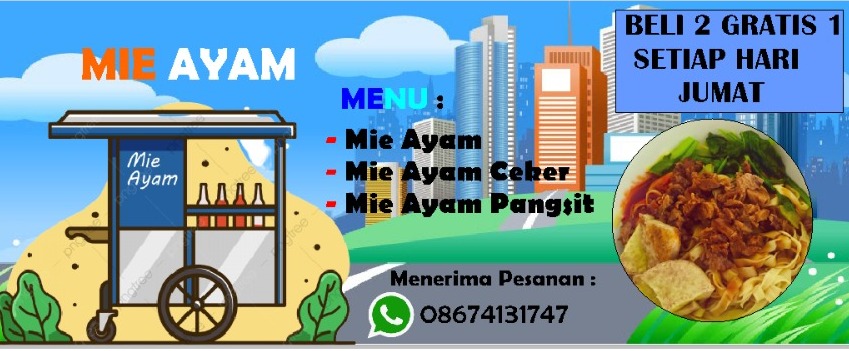 BELI 2 GRATIS 1
SETIAP HARI
JUMAT
MIE AYAM
MENU :
- Mie Ayam
- Mie Ayam Ceker
- Mie Ayam Pangsit
Mie
Ayam
Menerima Pesanan :
08674131747
pngtree